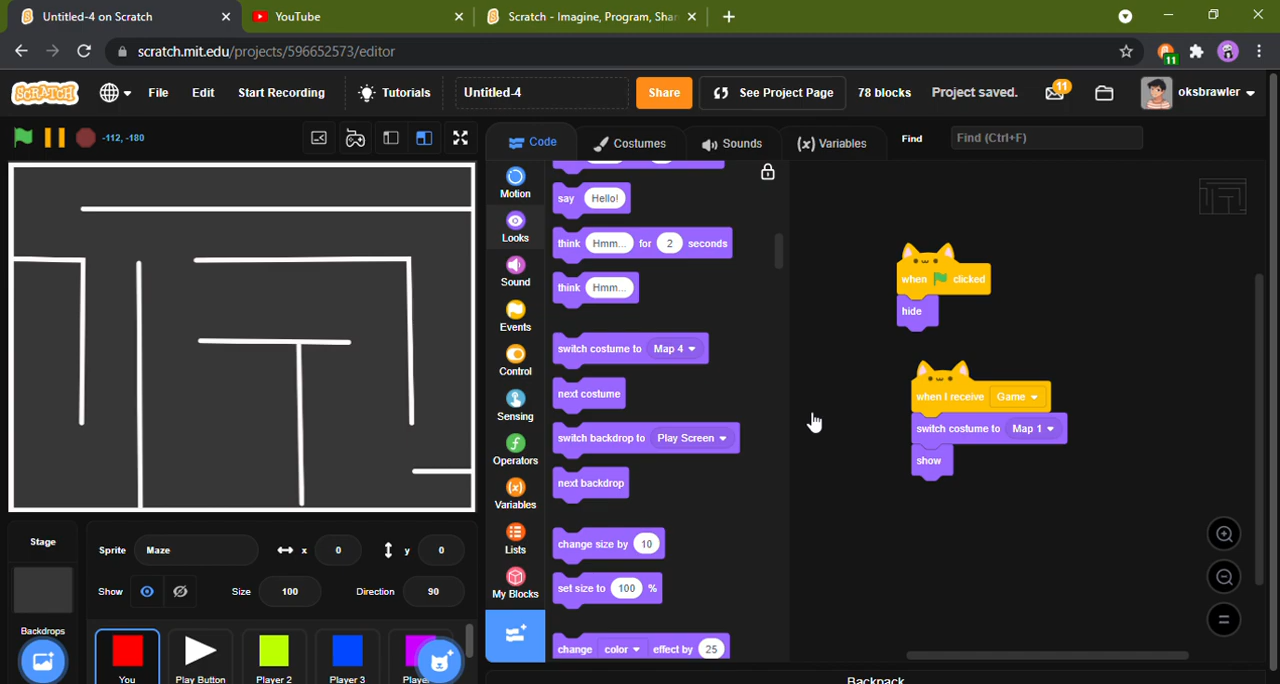 Untitled-4 on Scratch
YouTube
Scratch - Imagine, Program, Shar
scratch.mit.edu/projects/596652573/editor
11
SCRATCH
File
Edit
Start Recording
Tutorials
Untitled-4
Share
See Project Page
78 blocks
Project saved.
11
oksbrawler
-112, -180
Code
Costumes
Sounds
(x) Variables
Find
Find (Ctrl+F)
Motion
Looks
Sound
Events
Control
Sensing
Operators
Variables
Lists
My Blocks
say Hello!
think Hmm... for 2 seconds
think Hmm...
switch costume to Map 4
next costume
switch backdrop to Play Screen
next backdrop
change size by 10
set size to 100 %
change color effect by 25
when clicked
hide
when I receive Game
switch costume to Map 1
show
Stage
Backdrops
Sprite Maze x 0 y 0
Show Size 100 Direction 90
You
Play Button
Player 2
Player 3
Backpack